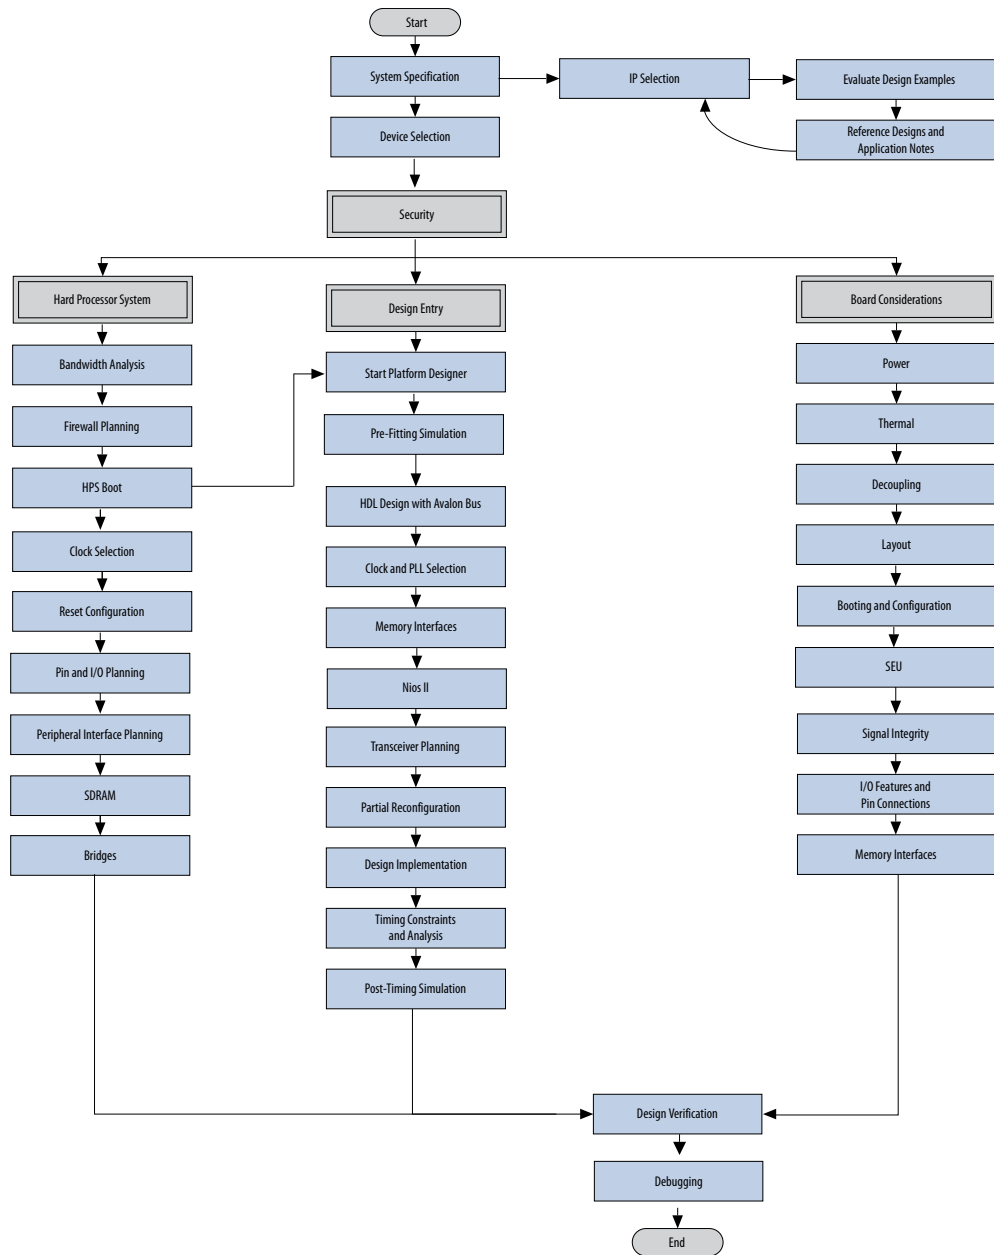 Start
System Specification
IP Selection
Evaluate Design Examples
Device Selection
Reference Designs and
Application Notes
Security
Hard Processor System
Bandwidth Analysis
Firewall Planning
HPS Boot
Clock Selection
Reset Configuration
Pin and I/O Planning
Peripheral Interface Planning
SDRAM
Bridges
Design Entry
Start Platform Designer
Pre-Fitting Simulation
HDL Design with Avalon Bus
Clock and PLL Selection
Memory Interfaces
Nios II
Transceiver Planning
Partial Reconfiguration
Design Implementation
Timing Constraints
and Analysis
Post-Timing Simulation
Board Considerations
Power
Thermal
Decoupling
Layout
Booting and Configuration
SEU
Signal Integrity
I/O Features and
Pin Connections
Memory Interfaces
Design Verification
Debugging
End